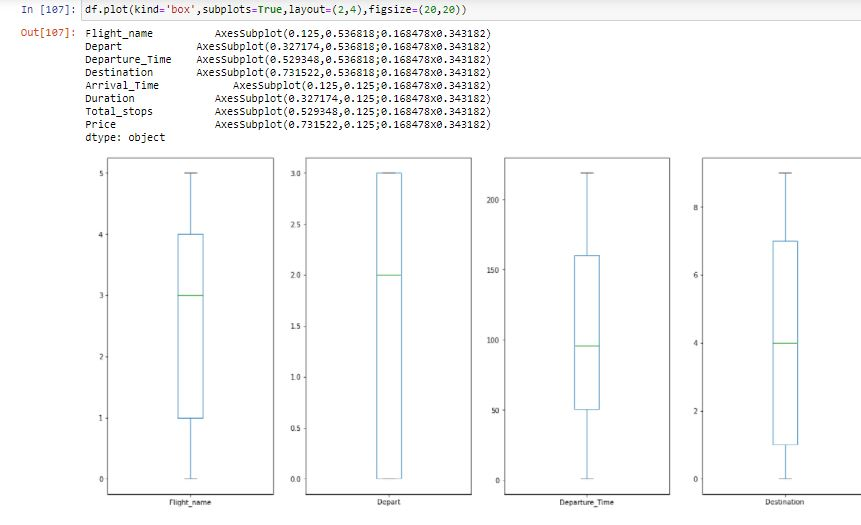 In [107]: df.plot(kind='box',subplots=True,layout=(2,4),figsize=(20,20))
Out[107]: Flight_name AxesSubplot(0.125,0.536818;0.168478x0.343182)
Depart AxesSubplot(0.327174,0.536818;0.168478x0.343182)
Departure_Time AxesSubplot(0.529348,0.536818;0.168478x0.343182)
Destination AxesSubplot(0.731522,0.536818;0.168478x0.343182)
Arrival_Time AxesSubplot(0.125,0.125;0.168478x0.343182)
Duration AxesSubplot(0.327174,0.125;0.168478x0.343182)
Total_stops AxesSubplot(0.529348,0.125;0.168478x0.343182)
Price AxesSubplot(0.731522,0.125;0.168478x0.343182)
dtype: object
5
4
3
2
1
0
Flight_name
3.0
2.5
2.0
1.5
1.0
0.5
0.0
Depart
200
150
100
50
0
Departure_Time
8
6
4
2
0
Destination